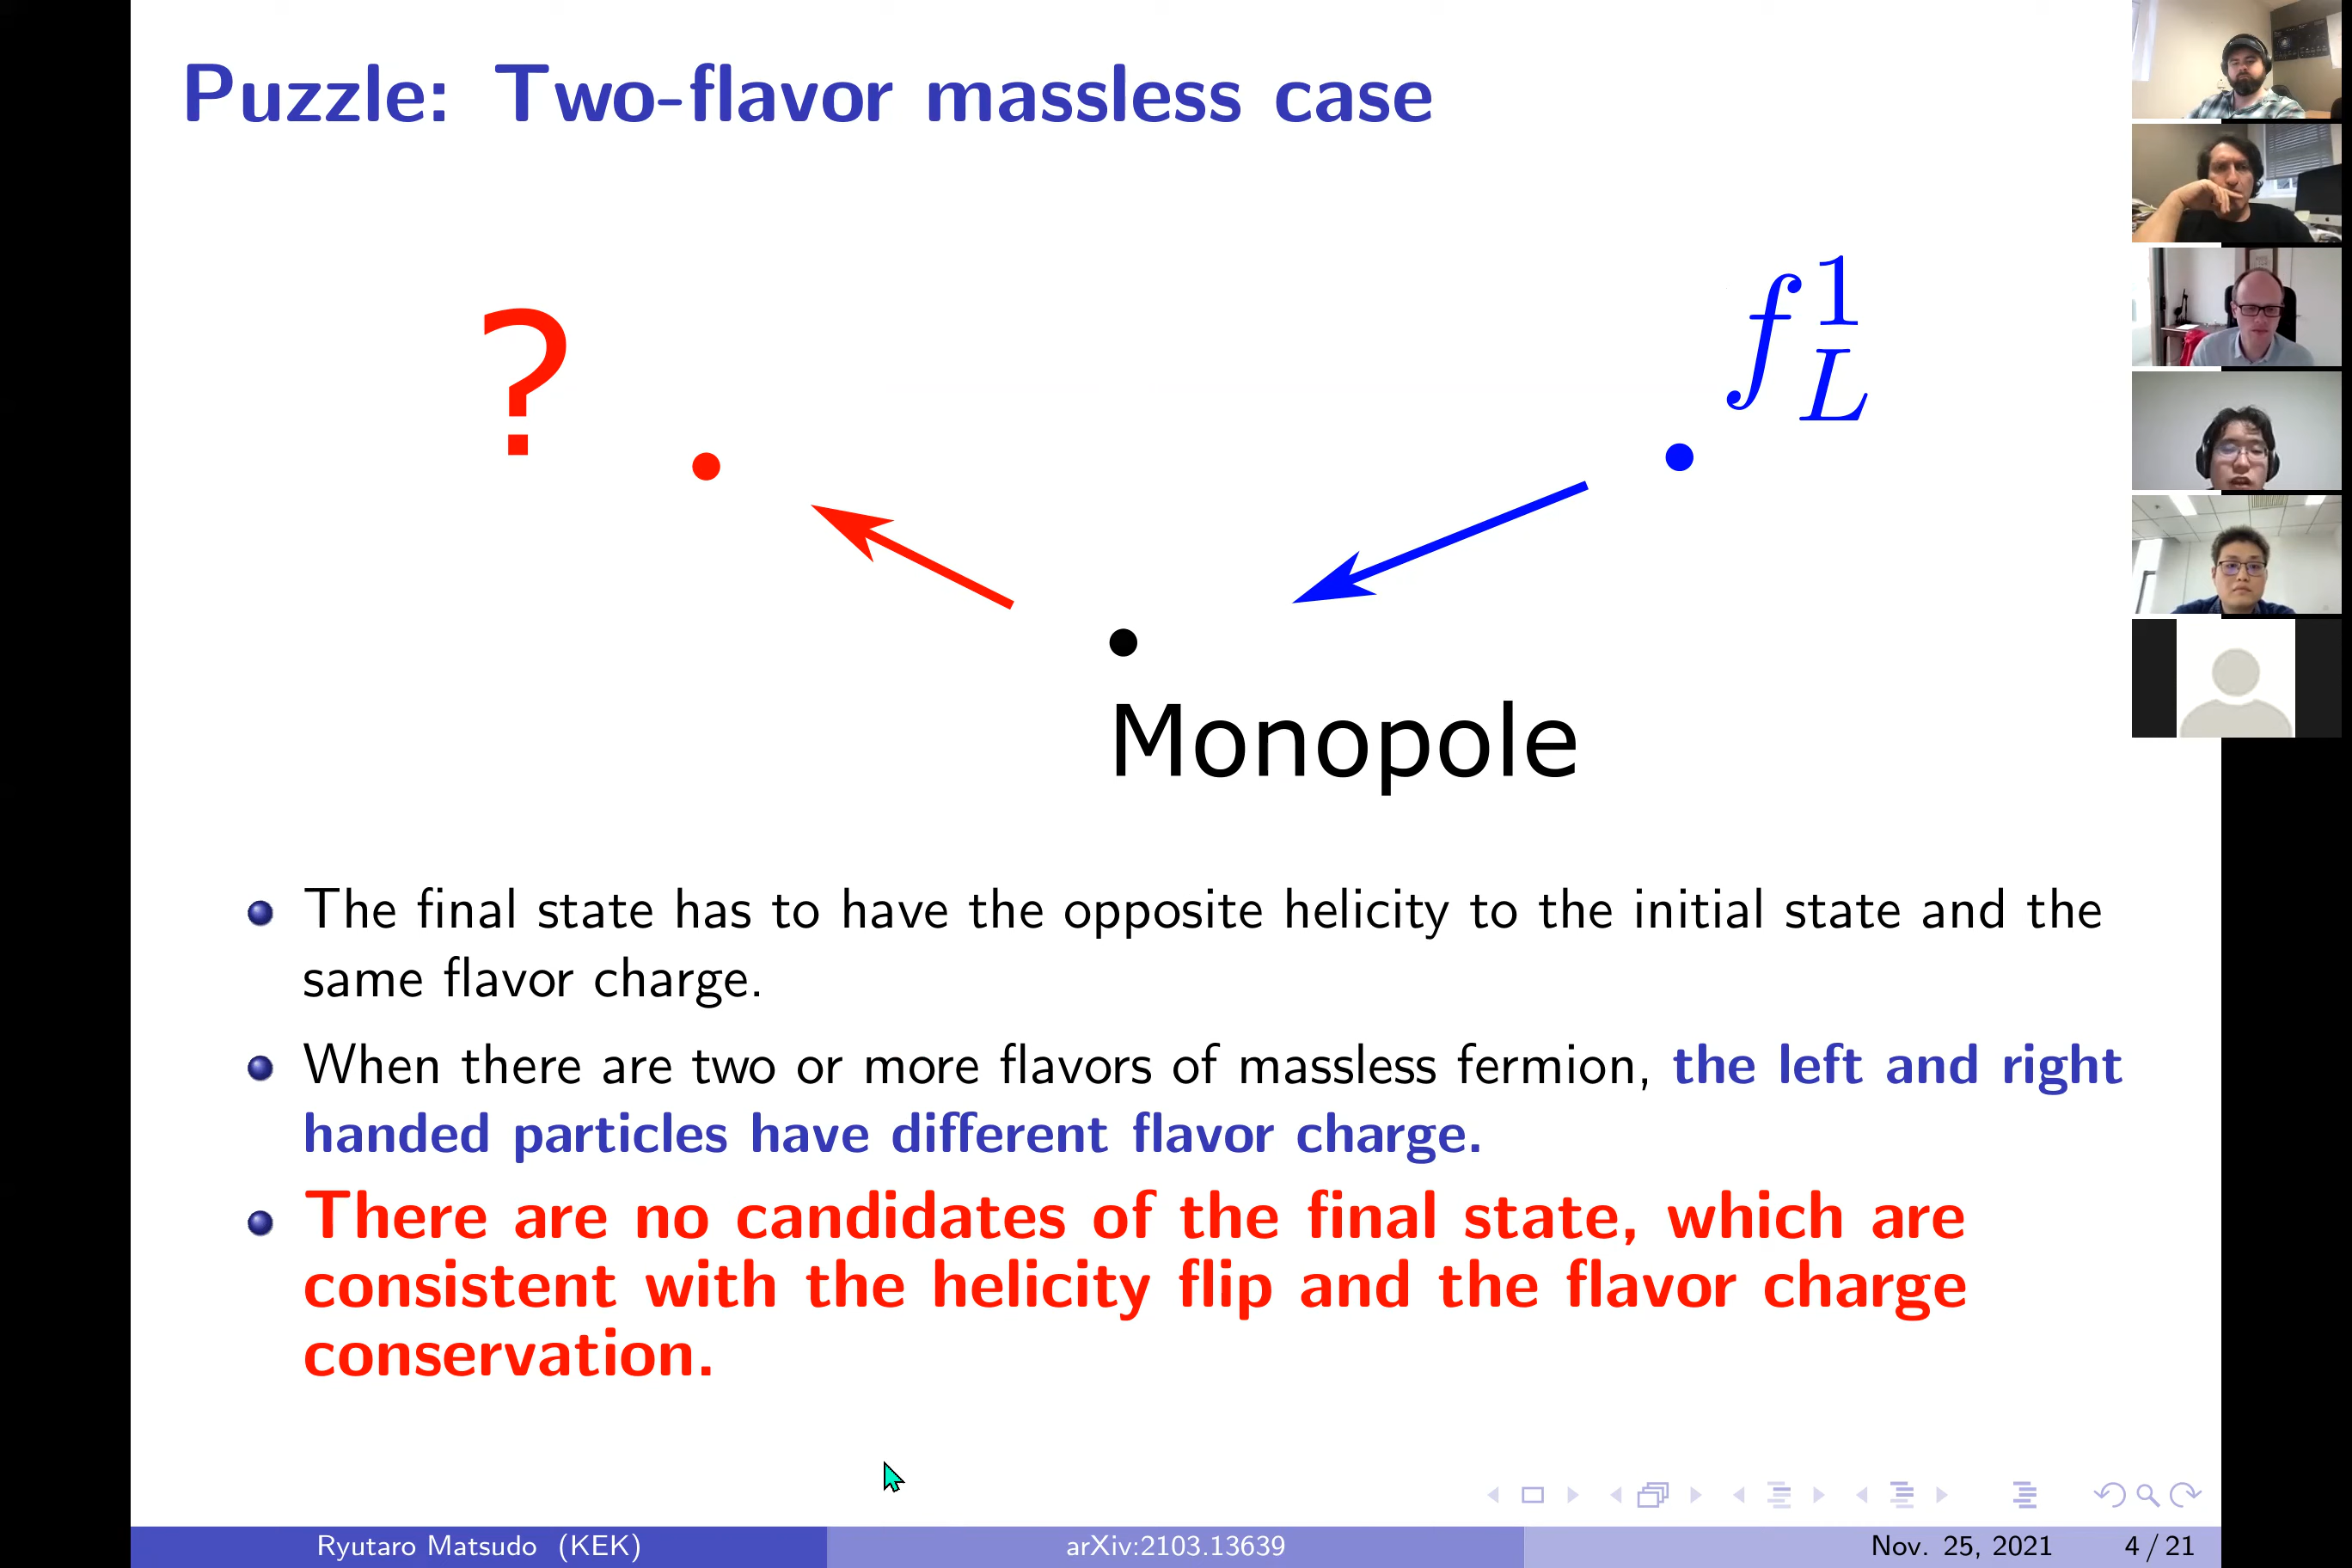 Puzzle: Two-flavor massless case
?
f^1_L
Monopole
The final state has to have the opposite helicity to the initial state and the
same flavor charge.
When there are two or more flavors of massless fermion, the left and right
handed particles have different flavor charge.
There are no candidates of the final state, which are
consistent with the helicity flip and the flavor charge
conservation.
Ryutaro Matsudo (KEK) arXiv:2103.13639 Nov. 25, 2021 4 / 21